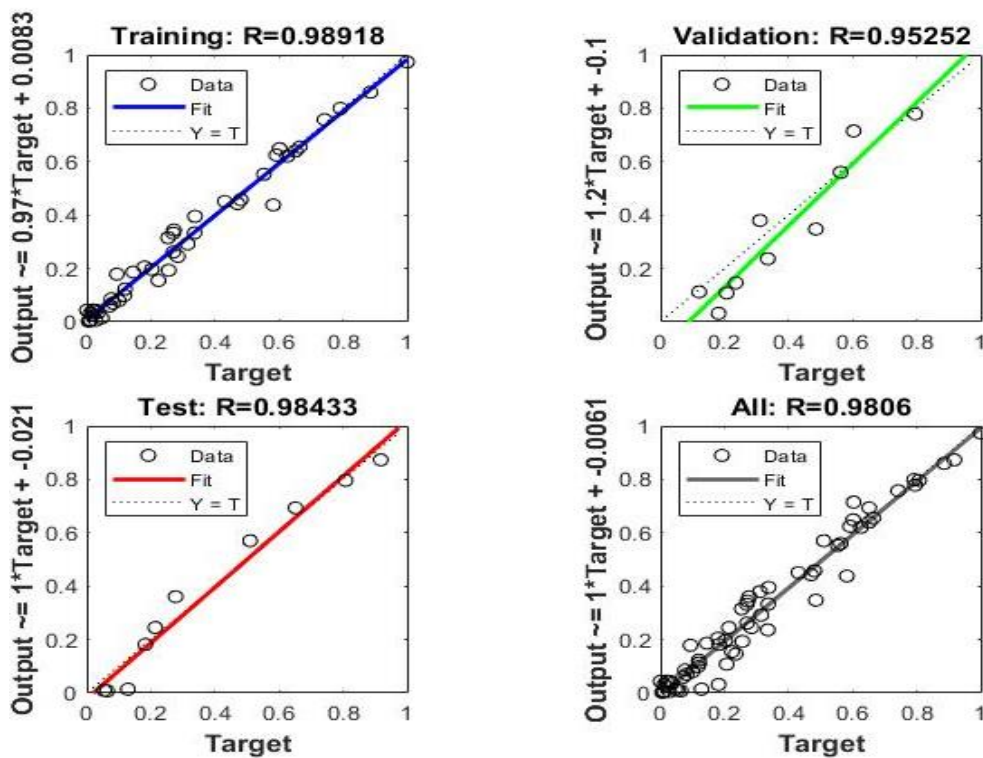 Training: R=0.98918
Output ~= 0.97*Target + 0.0083
1
0.8
0.6
0.4
0.2
0
Data
Fit
Y = T
0
0.2
0.4
0.6
0.8
1
Target
Validation: R=0.95252
Output ~= 1.2*Target + -0.1
1
0.8
0.6
0.4
0.2
0
Data
Fit
Y = T
0
0.2
0.4
0.6
0.8
1
Target
Test: R=0.98433
Output ~= 1*Target + -0.021
1
0.8
0.6
0.4
0.2
0
Data
Fit
Y = T
0
0.2
0.4
0.6
0.8
1
Target
All: R=0.9806
Output ~= 1*Target + -0.0061
1
0.8
0.6
0.4
0.2
0
Data
Fit
Y = T
0
0.2
0.4
0.6
0.8
1
Target